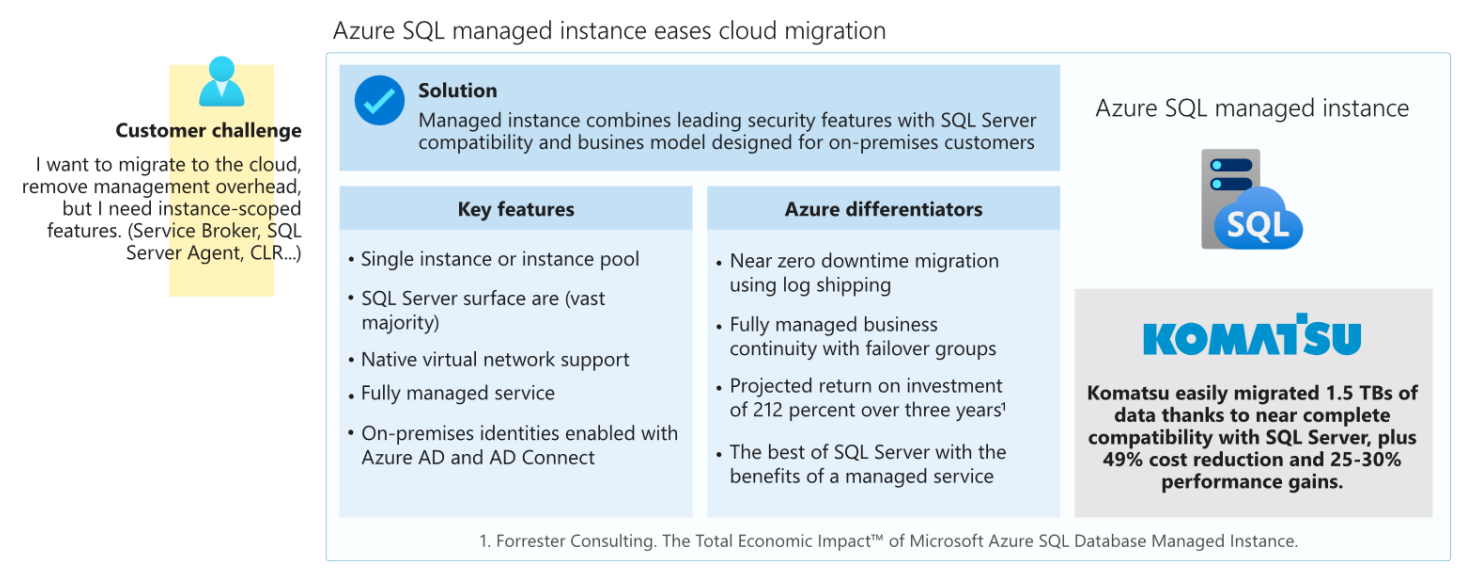 Azure SQL managed instance eases cloud migration
Customer challenge
I want to migrate to the cloud,
remove management overhead,
but I need instance-scoped
features. (Service Broker, SQL
Server Agent, CLR...)
Solution
Managed instance combines leading security features with SQL Server
compatibility and busines model designed for on-premises customers
Key features
• Single instance or instance pool
• SQL Server surface are (vast
majority)
• Native virtual network support
• Fully managed service
• On-premises identities enabled with
Azure AD and AD Connect
Azure differentiators
• Near zero downtime migration
using log shipping
• Fully managed business
continuity with failover groups
• Projected return on investment
of 212 percent over three years¹
• The best of SQL Server with the
benefits of a managed service
Azure SQL managed instance
SQL
KOMATSU
Komatsu easily migrated 1.5 TBs of
data thanks to near complete
compatibility with SQL Server, plus
49% cost reduction and 25-30%
performance gains.
1. Forrester Consulting. The Total Economic Impact™ of Microsoft Azure SQL Database Managed Instance.